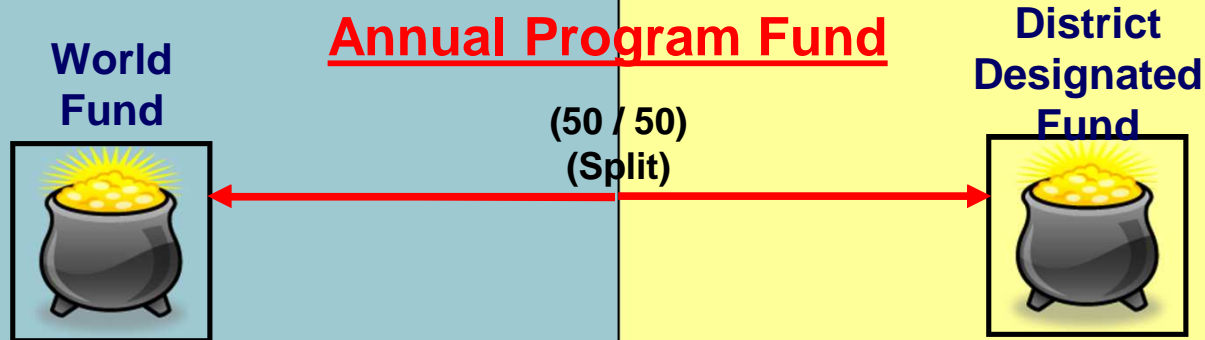 World
Fund
Annual Program Fund
(50 / 50)
(Split)
District
Designated
Fund